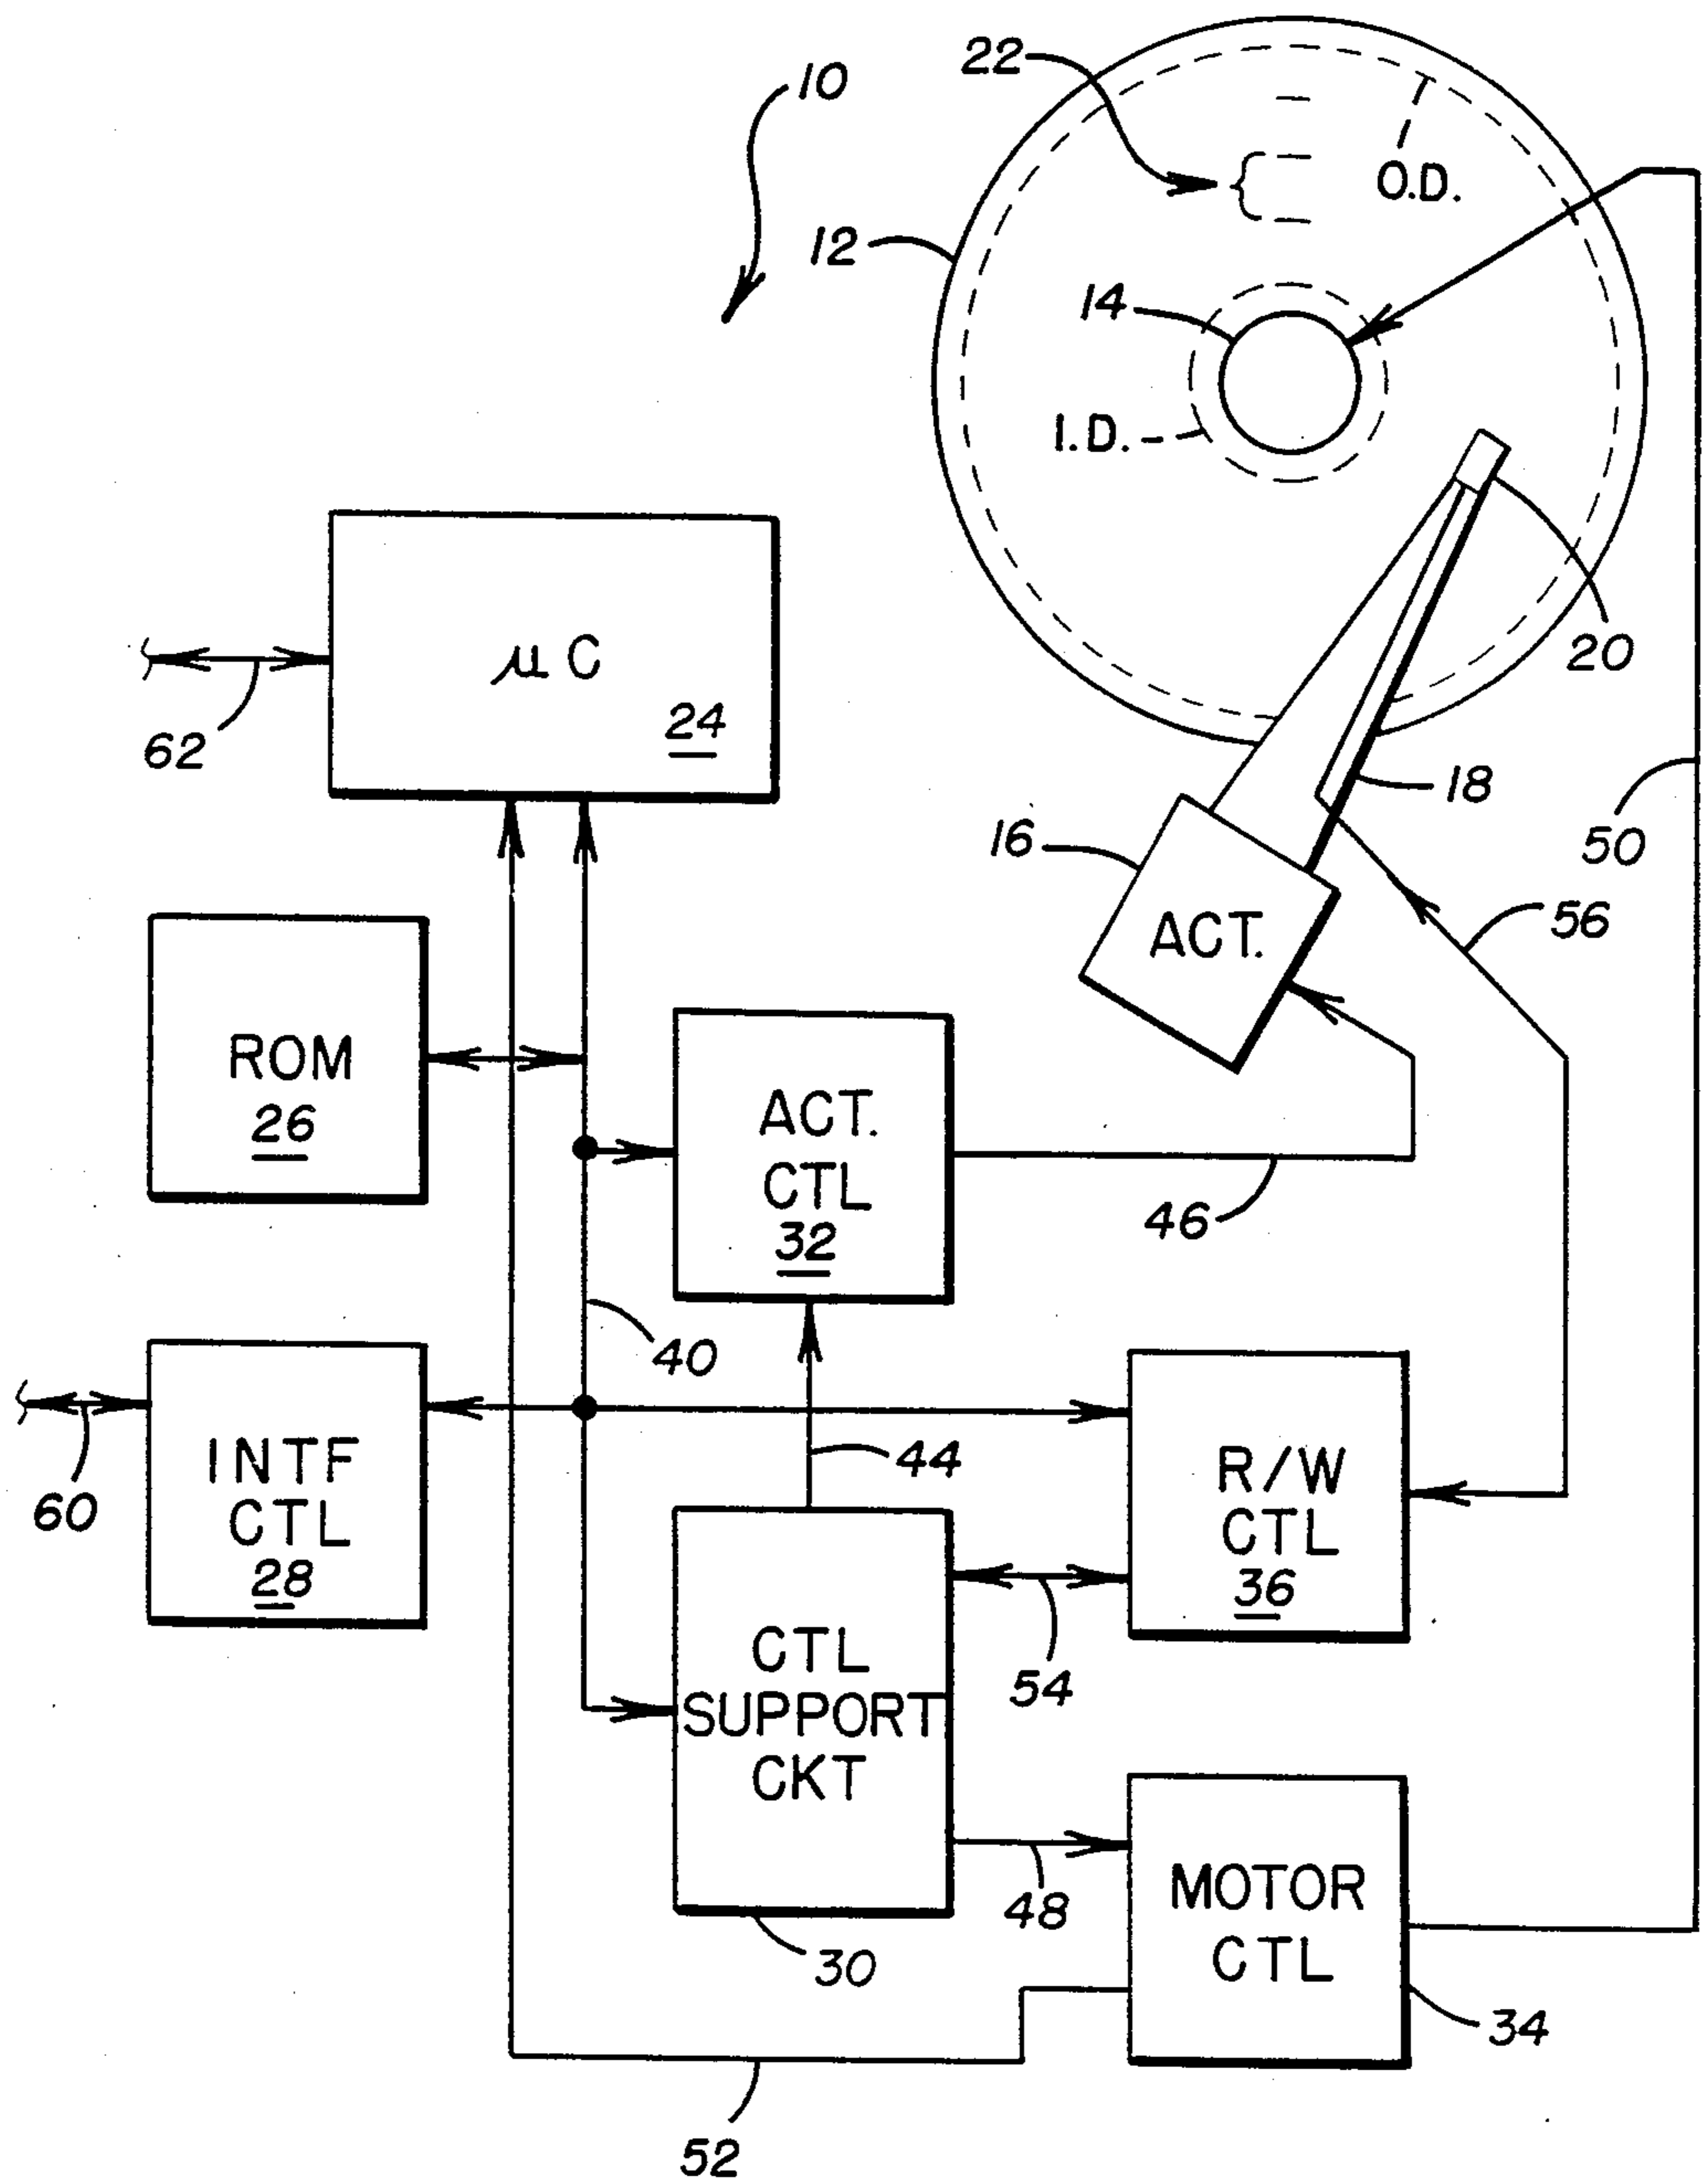 22
10
O.D.
12
14
I.D.
μC
24
62
20
18
50
16
ACT.
56
ROM
26
ACT.
CTL
32
46
40
INTF
CTL
28
60
44
R/W
CTL
36
54
CTL
SUPPORT
CKT
30
48
MOTOR
CTL
34
52